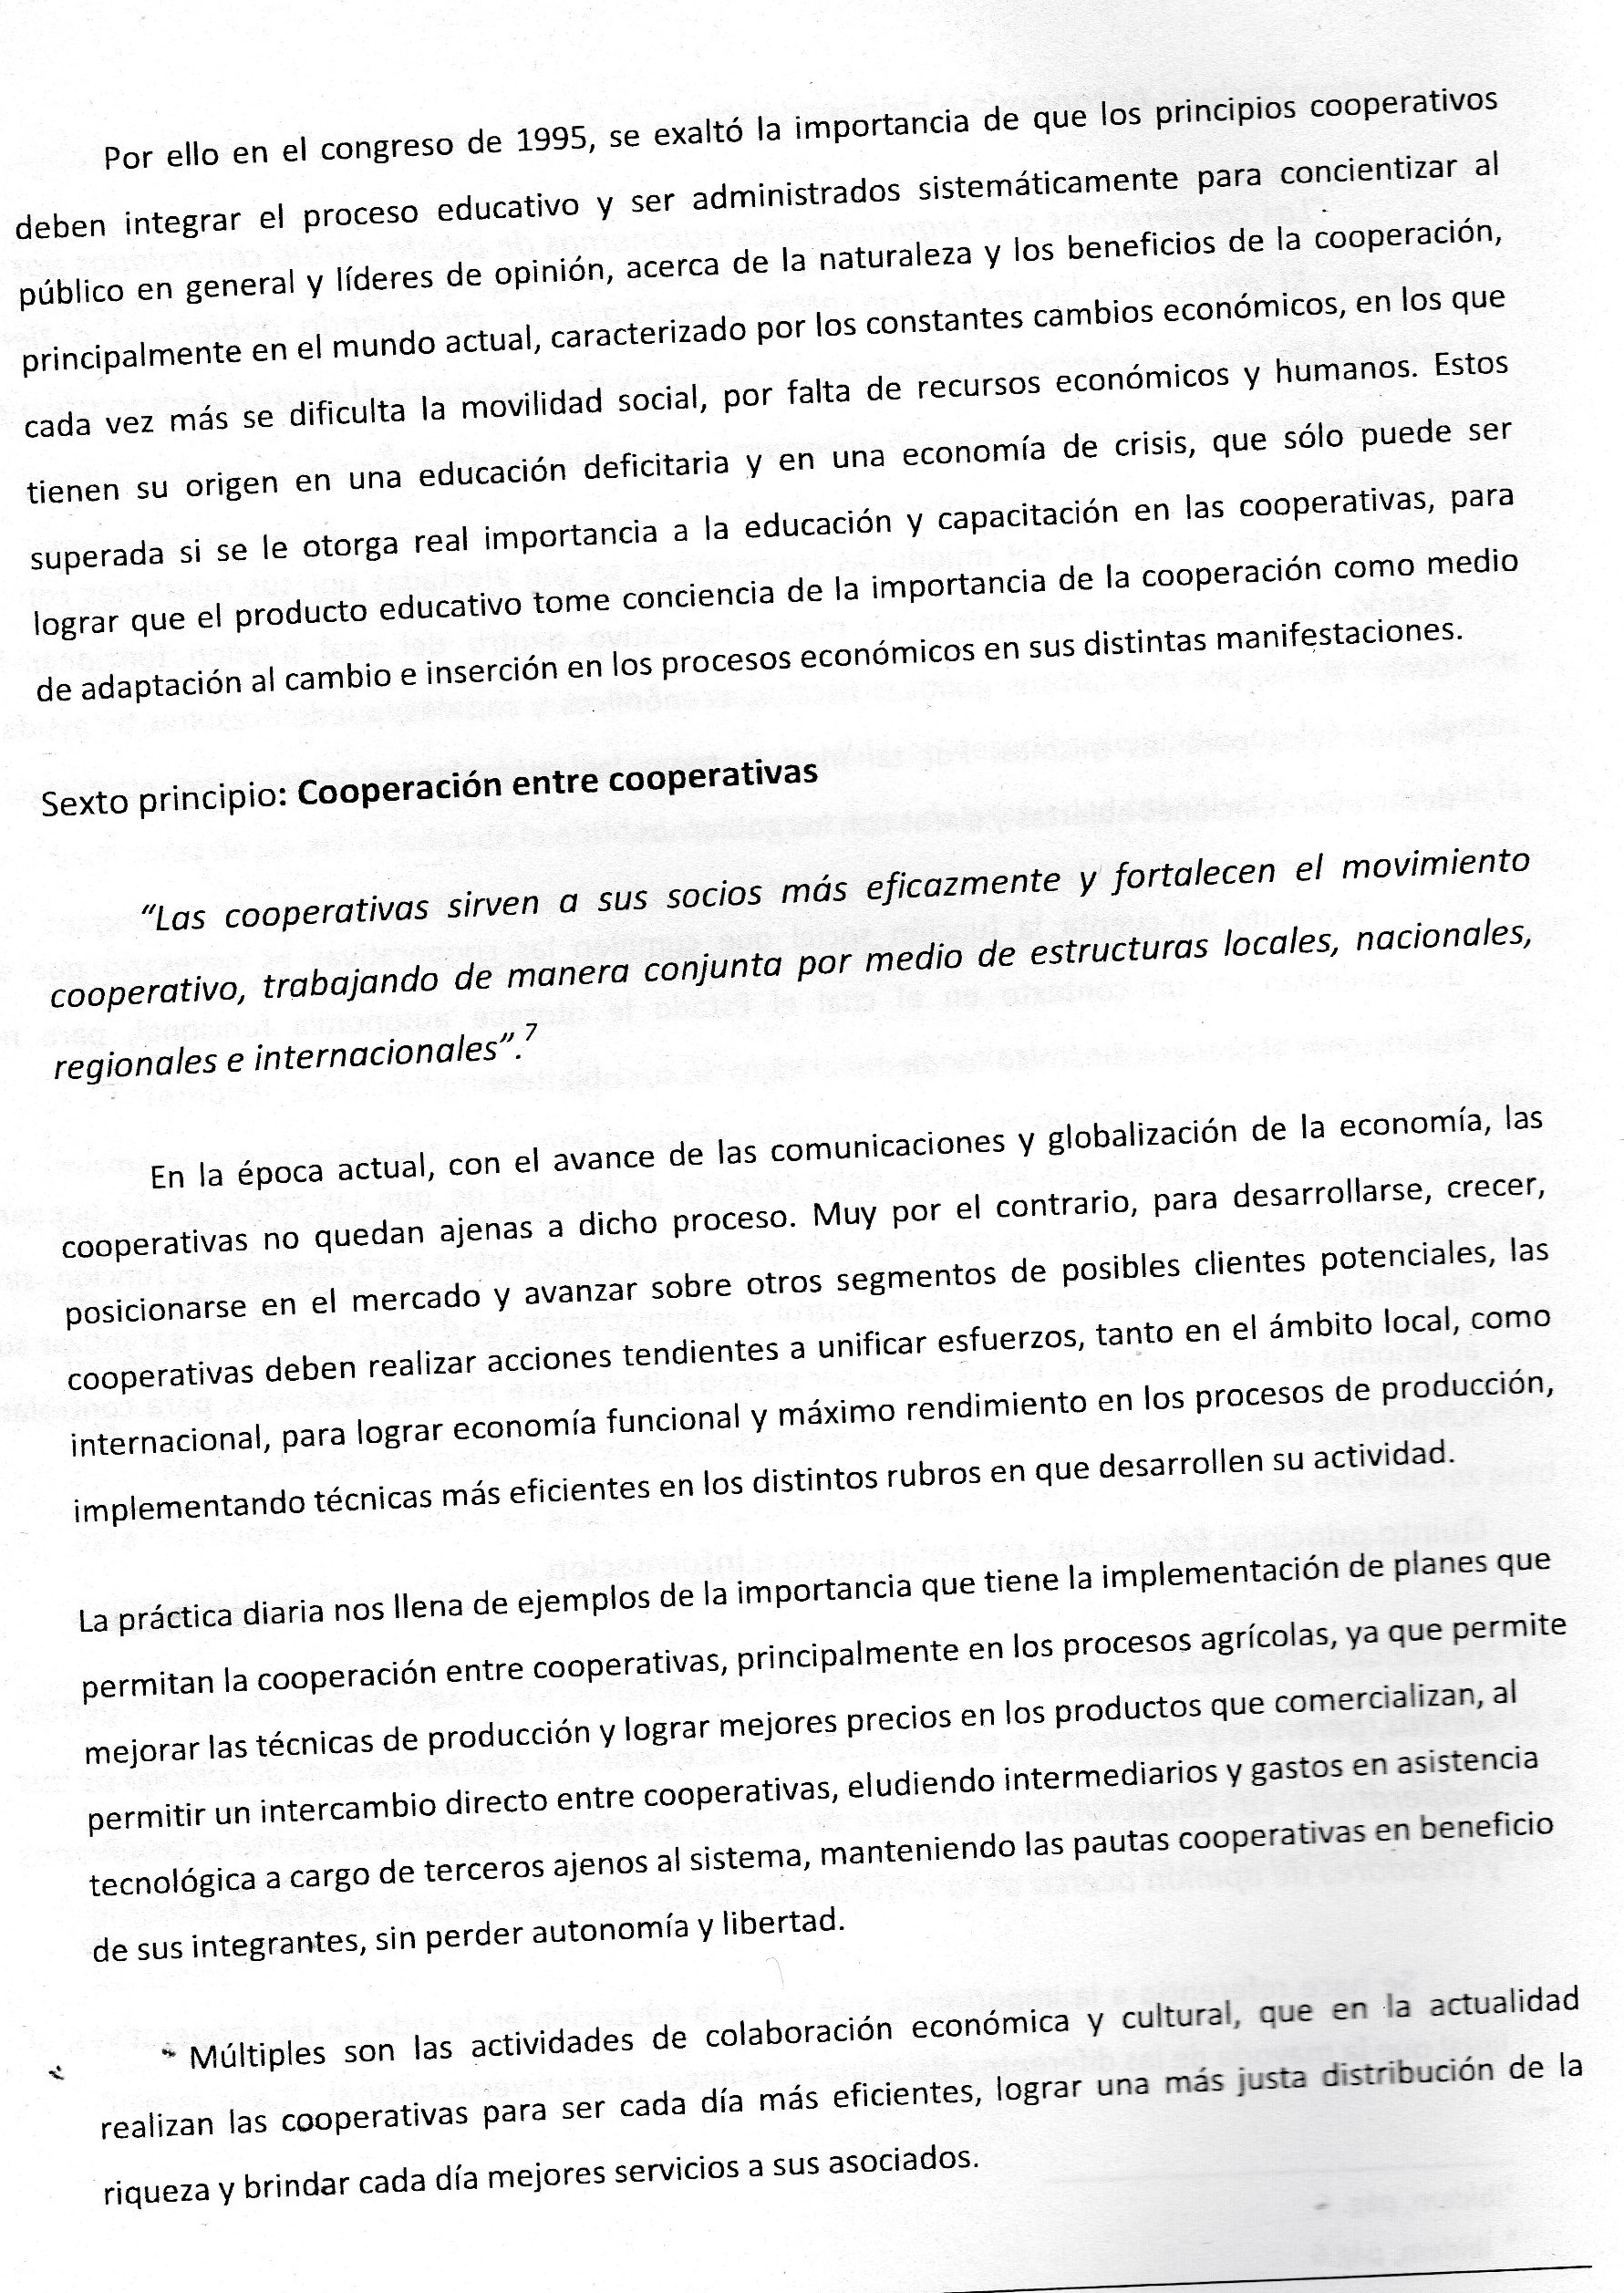 Por ello en el congreso de 1995, se exaltó la importancia de que los principios cooperativos
deben integrar el proceso educativo y ser administrados sistemáticamente para concientizar al
público en general y líderes de opinión, acerca de la naturaleza y los beneficios de la cooperación,
principalmente en el mundo actual, caracterizado por los constantes cambios económicos, en los que
cada vez más se dificulta la movilidad social, por falta de recursos económicos y humanos. Estos
tienen su origen en una educación deficitaria y en una economía de crisis, que sólo puede ser
superada si se le otorga real importancia a la educación y capacitación en las cooperativas, para
lograr que el producto educativo tome conciencia de la importancia de la cooperación como medio
de adaptación al cambio e inserción en los procesos económicos en sus distintas manifestaciones.
Sexto principio: Cooperación entre cooperativas
“Las cooperativas sirven a sus socios más eficazmente y fortalecen el movimiento
cooperativo, trabajando de manera conjunta por medio de estructuras locales, nacionales,
regionales e internacionales”.⁷
En la época actual, con el avance de las comunicaciones y globalización de la economía, las
cooperativas no quedan ajenas a dicho proceso. Muy por el contrario, para desarrollarse, crecer,
posicionarse en el mercado y avanzar sobre otros segmentos de posibles clientes potenciales, las
cooperativas deben realizar acciones tendientes a unificar esfuerzos, tanto en el ámbito local, como
internacional, para lograr economía funcional y máximo rendimiento en los procesos de producción,
implementando técnicas más eficientes en los distintos rubros en que desarrollen su actividad.
La práctica diaria nos llena de ejemplos de la importancia que tiene la implementación de planes que
permitan la cooperación entre cooperativas, principalmente en los procesos agrícolas, ya que permite
mejorar las técnicas de producción y lograr mejores precios en los productos que comercializan, al
permitir un intercambio directo entre cooperativas, eludiendo intermediarios y gastos en asistencia
tecnológica a cargo de terceros ajenos al sistema, manteniendo las pautas cooperativas en beneficio
de sus integrantes, sin perder autonomía y libertad.
Múltiples son las actividades de colaboración económica y cultural, que en la actualidad
realizan las cooperativas para ser cada día más eficientes, lograr una más justa distribución de la
riqueza y brindar cada día mejores servicios a sus asociados.